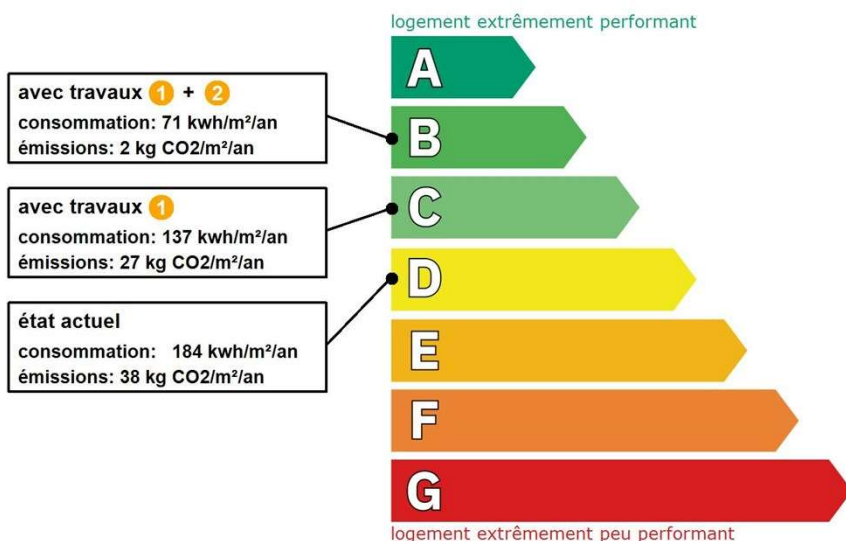 logement extrêmement performant
A
avec travaux 1 + 2
consommation: 71 kwh/m²/an
émissions: 2 kg CO2/m²/an
B
avec travaux 1
consommation: 137 kwh/m²/an
émissions: 27 kg CO2/m²/an
C
D
état actuel
consommation: 184 kwh/m²/an
émissions: 38 kg CO2/m²/an
E
F
G
logement extrêmement peu performant